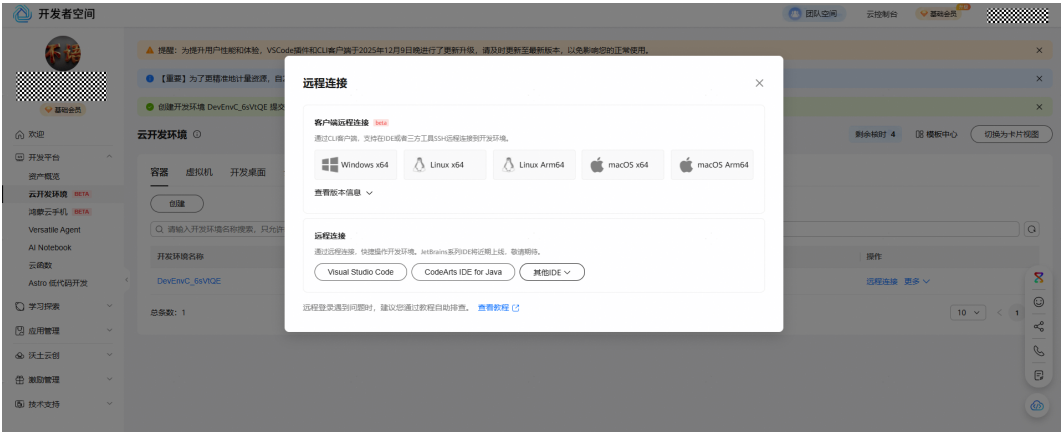 开发者空间
团队空间
云控制台
基础会员
提醒：为提升用户性能和体验，VSCode插件和CLI客户端于2025年12月9日晚进行了更新升级，请及时更新至最新版本，以免影响您的正常使用。
【重要】为了更精准地计量资源，自
创建开发环境 DevEnvC_6sVtQE 提交
基础会员
欢迎
开发平台
资产概览
云开发环境 BETA
鸿蒙云手机 BETA
Versatile Agent
AI Notebook
云函数
Astro 低代码开发
学习探索
应用管理
沃土云创
激励管理
技术支持
云开发环境
剩余核时 4
模板中心
切换为卡片视图
容器 虚拟机 开发桌面
创建
请输入开发环境名称搜索，只允许
开发环境名称
操作
DevEnvC_6sVtQE
远程连接 更多
总条数：1
10
1
远程连接
客户端远程连接 beta
通过CLI客户端，支持在IDE或者三方工具SSH远程连接到开发环境。
Windows x64
Linux x64
Linux Arm64
macOS x64
macOS Arm64
查看版本信息
远程连接
通过远程连接，快捷操作开发环境。JetBrains系列IDE将近期上线，敬请期待。
Visual Studio Code
CodeArts IDE for Java
其他IDE
远程登录遇到问题时，建议您通过教程自助排查。 查看教程